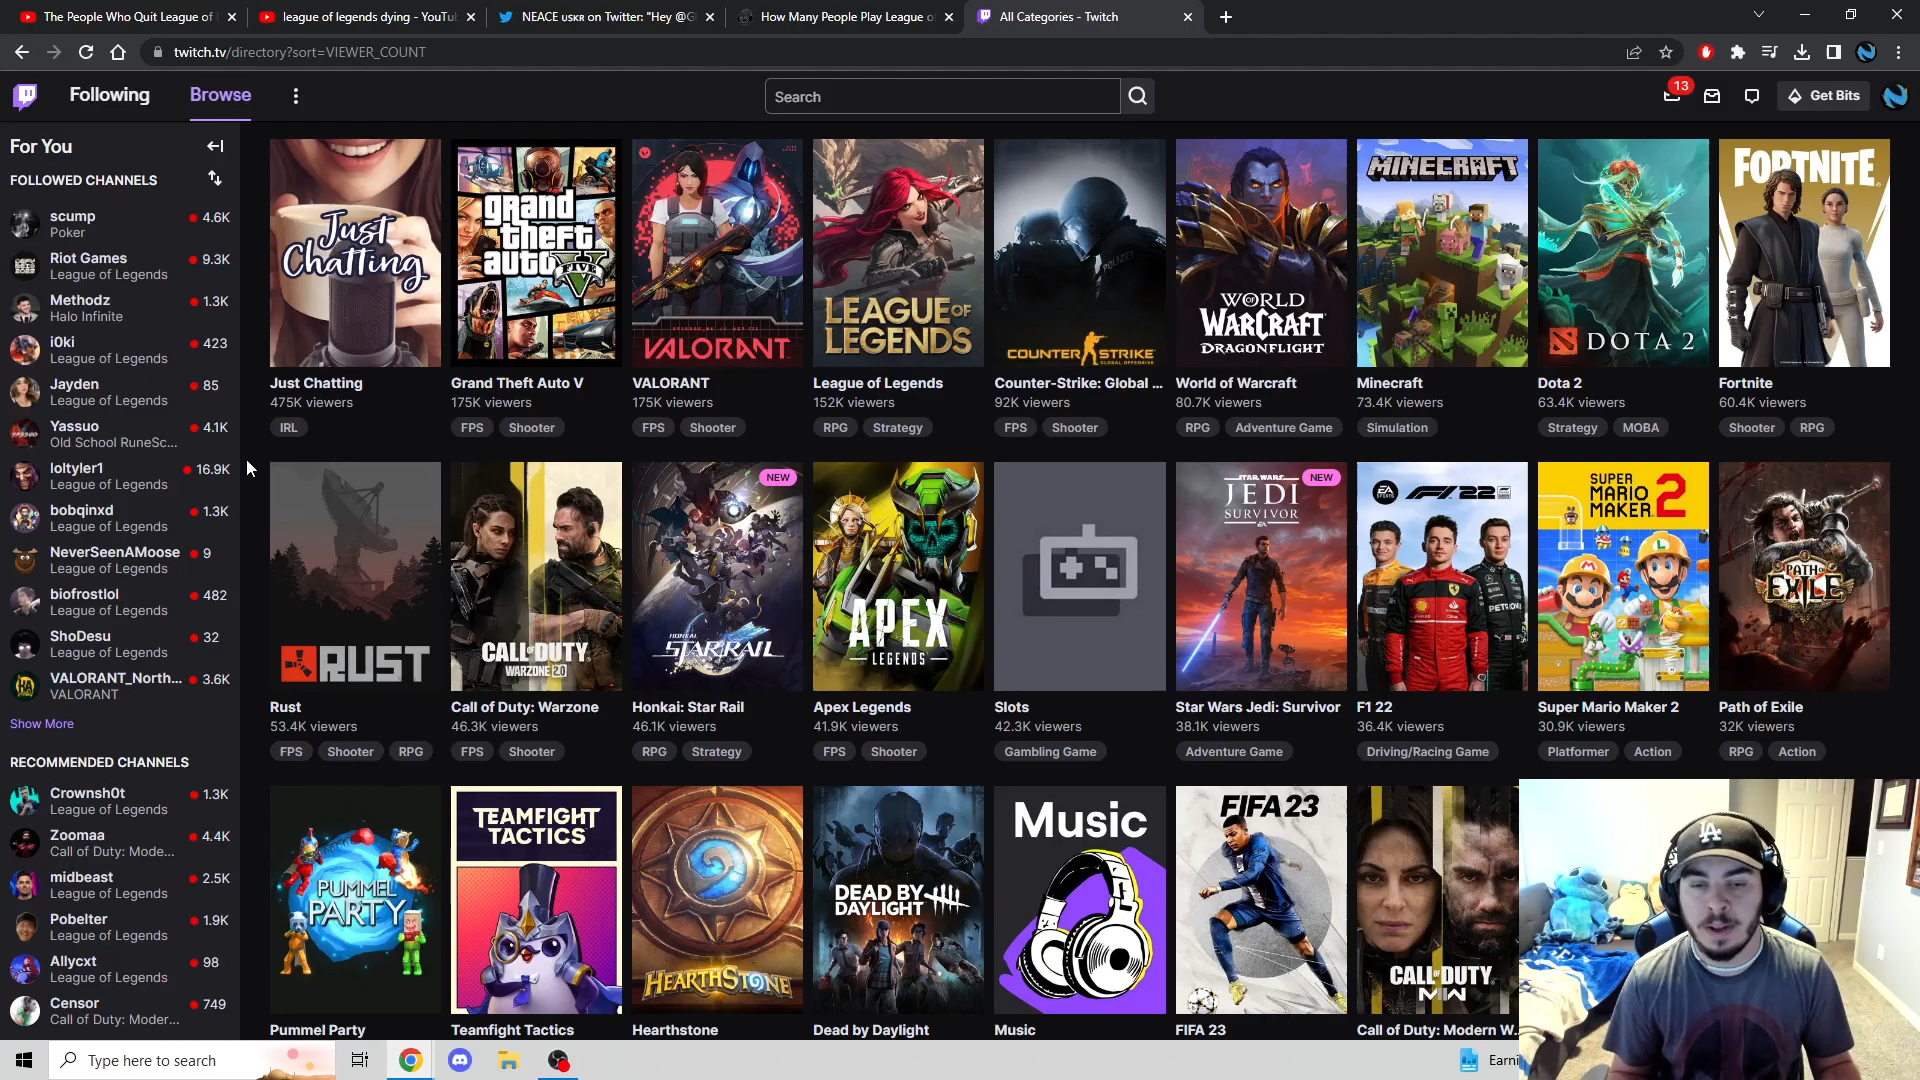 The People Who Quit League of
league of legends dying - YouTu
NEACE ᴜsᴋʀ on Twitter: "Hey @G
How Many People Play League o
All Categories - Twitch
twitch.tv/directory?sort=VIEWER_COUNT
Following
Browse
Search
13
Get Bits
For You
FOLLOWED CHANNELS
scump
4.6K
Poker
Riot Games
9.3K
League of Legends
Methodz
1.3K
Halo Infinite
i0ki
423
League of Legends
Jayden
85
League of Legends
Yassuo
4.1K
Old School RuneSc...
loltyler1
16.9K
League of Legends
bobqinxd
1.3K
League of Legends
NeverSeenAMoose
9
League of Legends
biofrostlol
482
League of Legends
ShoDesu
32
League of Legends
VALORANT_North...
3.6K
VALORANT
Show More
RECOMMENDED CHANNELS
Crownsh0t
1.3K
League of Legends
Zoomaa
4.4K
Call of Duty: Mode...
midbeast
2.5K
League of Legends
Pobelter
1.9K
League of Legends
Allycxt
98
League of Legends
Censor
749
Call of Duty: Moder...
Just
Chatting
grand
theft
auto
V
FIVE
VALORANT
LEAGUE OF
LEGENDS
POLIZEI
COUNTER STRIKE
GLOBAL OFFENSIVE
WORLD
OF
WARCRAFT
DRAGONFLIGHT
MINECRAFT
DOTA 2
FORTNITE
Just Chatting
475K viewers
IRL
Grand Theft Auto V
175K viewers
FPS
Shooter
VALORANT
175K viewers
FPS
Shooter
League of Legends
152K viewers
RPG
Strategy
Counter-Strike: Global ...
92K viewers
FPS
Shooter
World of Warcraft
80.7K viewers
RPG
Adventure Game
Minecraft
73.4K viewers
Simulation
Dota 2
63.4K viewers
Strategy
MOBA
Fortnite
60.4K viewers
Shooter
RPG
RUST
CALL OF DUTY
WARZONE 2.0
NEW
HONKAI:
STAR RAIL
APEX
LEGENDS
NEW
STAR WARS
JEDI
SURVIVOR
EA
EA
SPORTS
F1 22
PETRONAS
SUPER
MARIO
MAKER 2
PATH OF
EXILE
Rust
53.4K viewers
FPS
Shooter
RPG
Call of Duty: Warzone
46.3K viewers
FPS
Shooter
Honkai: Star Rail
46.1K viewers
RPG
Strategy
Apex Legends
41.9K viewers
FPS
Shooter
Slots
42.3K viewers
Gambling Game
Star Wars Jedi: Survivor
38.1K viewers
Adventure Game
F1 22
36.4K viewers
Driving/Racing Game
Super Mario Maker 2
30.9K viewers
Platformer
Action
Path of Exile
32K viewers
RPG
Action
PUMMEL
PARTY
TEAMFIGHT
TACTICS
HEARTHSTONE
DEAD BY
DAYLIGHT
Music
FIFA 23
CALL OF DUTY
MW
LA
Pummel Party
Teamfight Tactics
Hearthstone
Dead by Daylight
Music
FIFA 23
Call of Duty: Modern W...
Type here to search
Earni